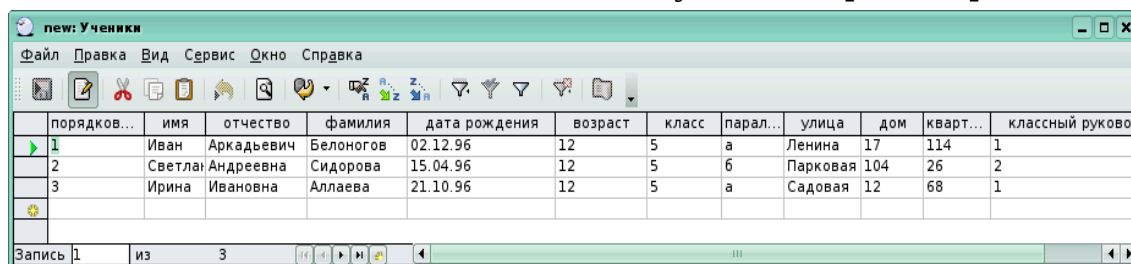 new: Ученики
Файл Правка Вид Сервис Окно Справка
порядков... имя отчество фамилия дата рождения возраст класс парал... улица дом кварт... классный руково
1 Иван Аркадьевич Белоногов 02.12.96 12 5 а Ленина 17 114 1
2 Светлан Андреевна Сидорова 15.04.96 12 5 б Парковая 104 26 2
3 Ирина Ивановна Аллаева 21.10.96 12 5 а Садовая 12 68 1
Запись 1 из 3